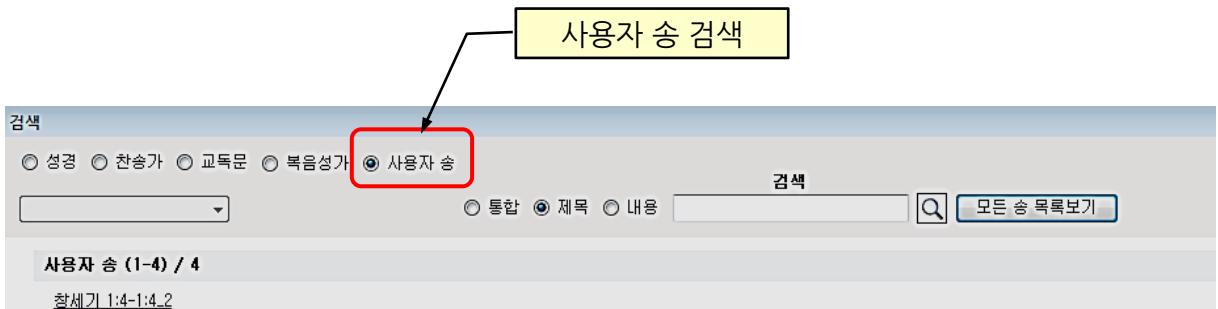 사용자 송 검색
검색
성경 찬송가 교독문 복음성가 사용자 송
검색
통합 제목 내용 모든 송 목록보기
사용자 송 (1-4) / 4
창세기 1:4-1:4_2